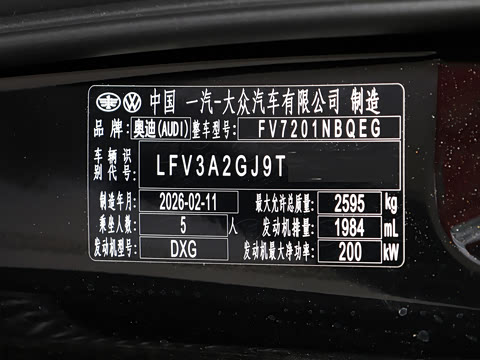 中国 一汽-大众汽车有限公司 制造
品 牌: 奥迪(AUDI) 整车型号: FV7201NBQEG
车辆识别代号: LFV3A2GJ9T
制造年月: 2026-02-11 最大允许总质量: 2595 kg
乘坐人数: 5 人 发动机排量: 1984 mL
发动机型号: DXG 发动机最大净功率: 200 kW